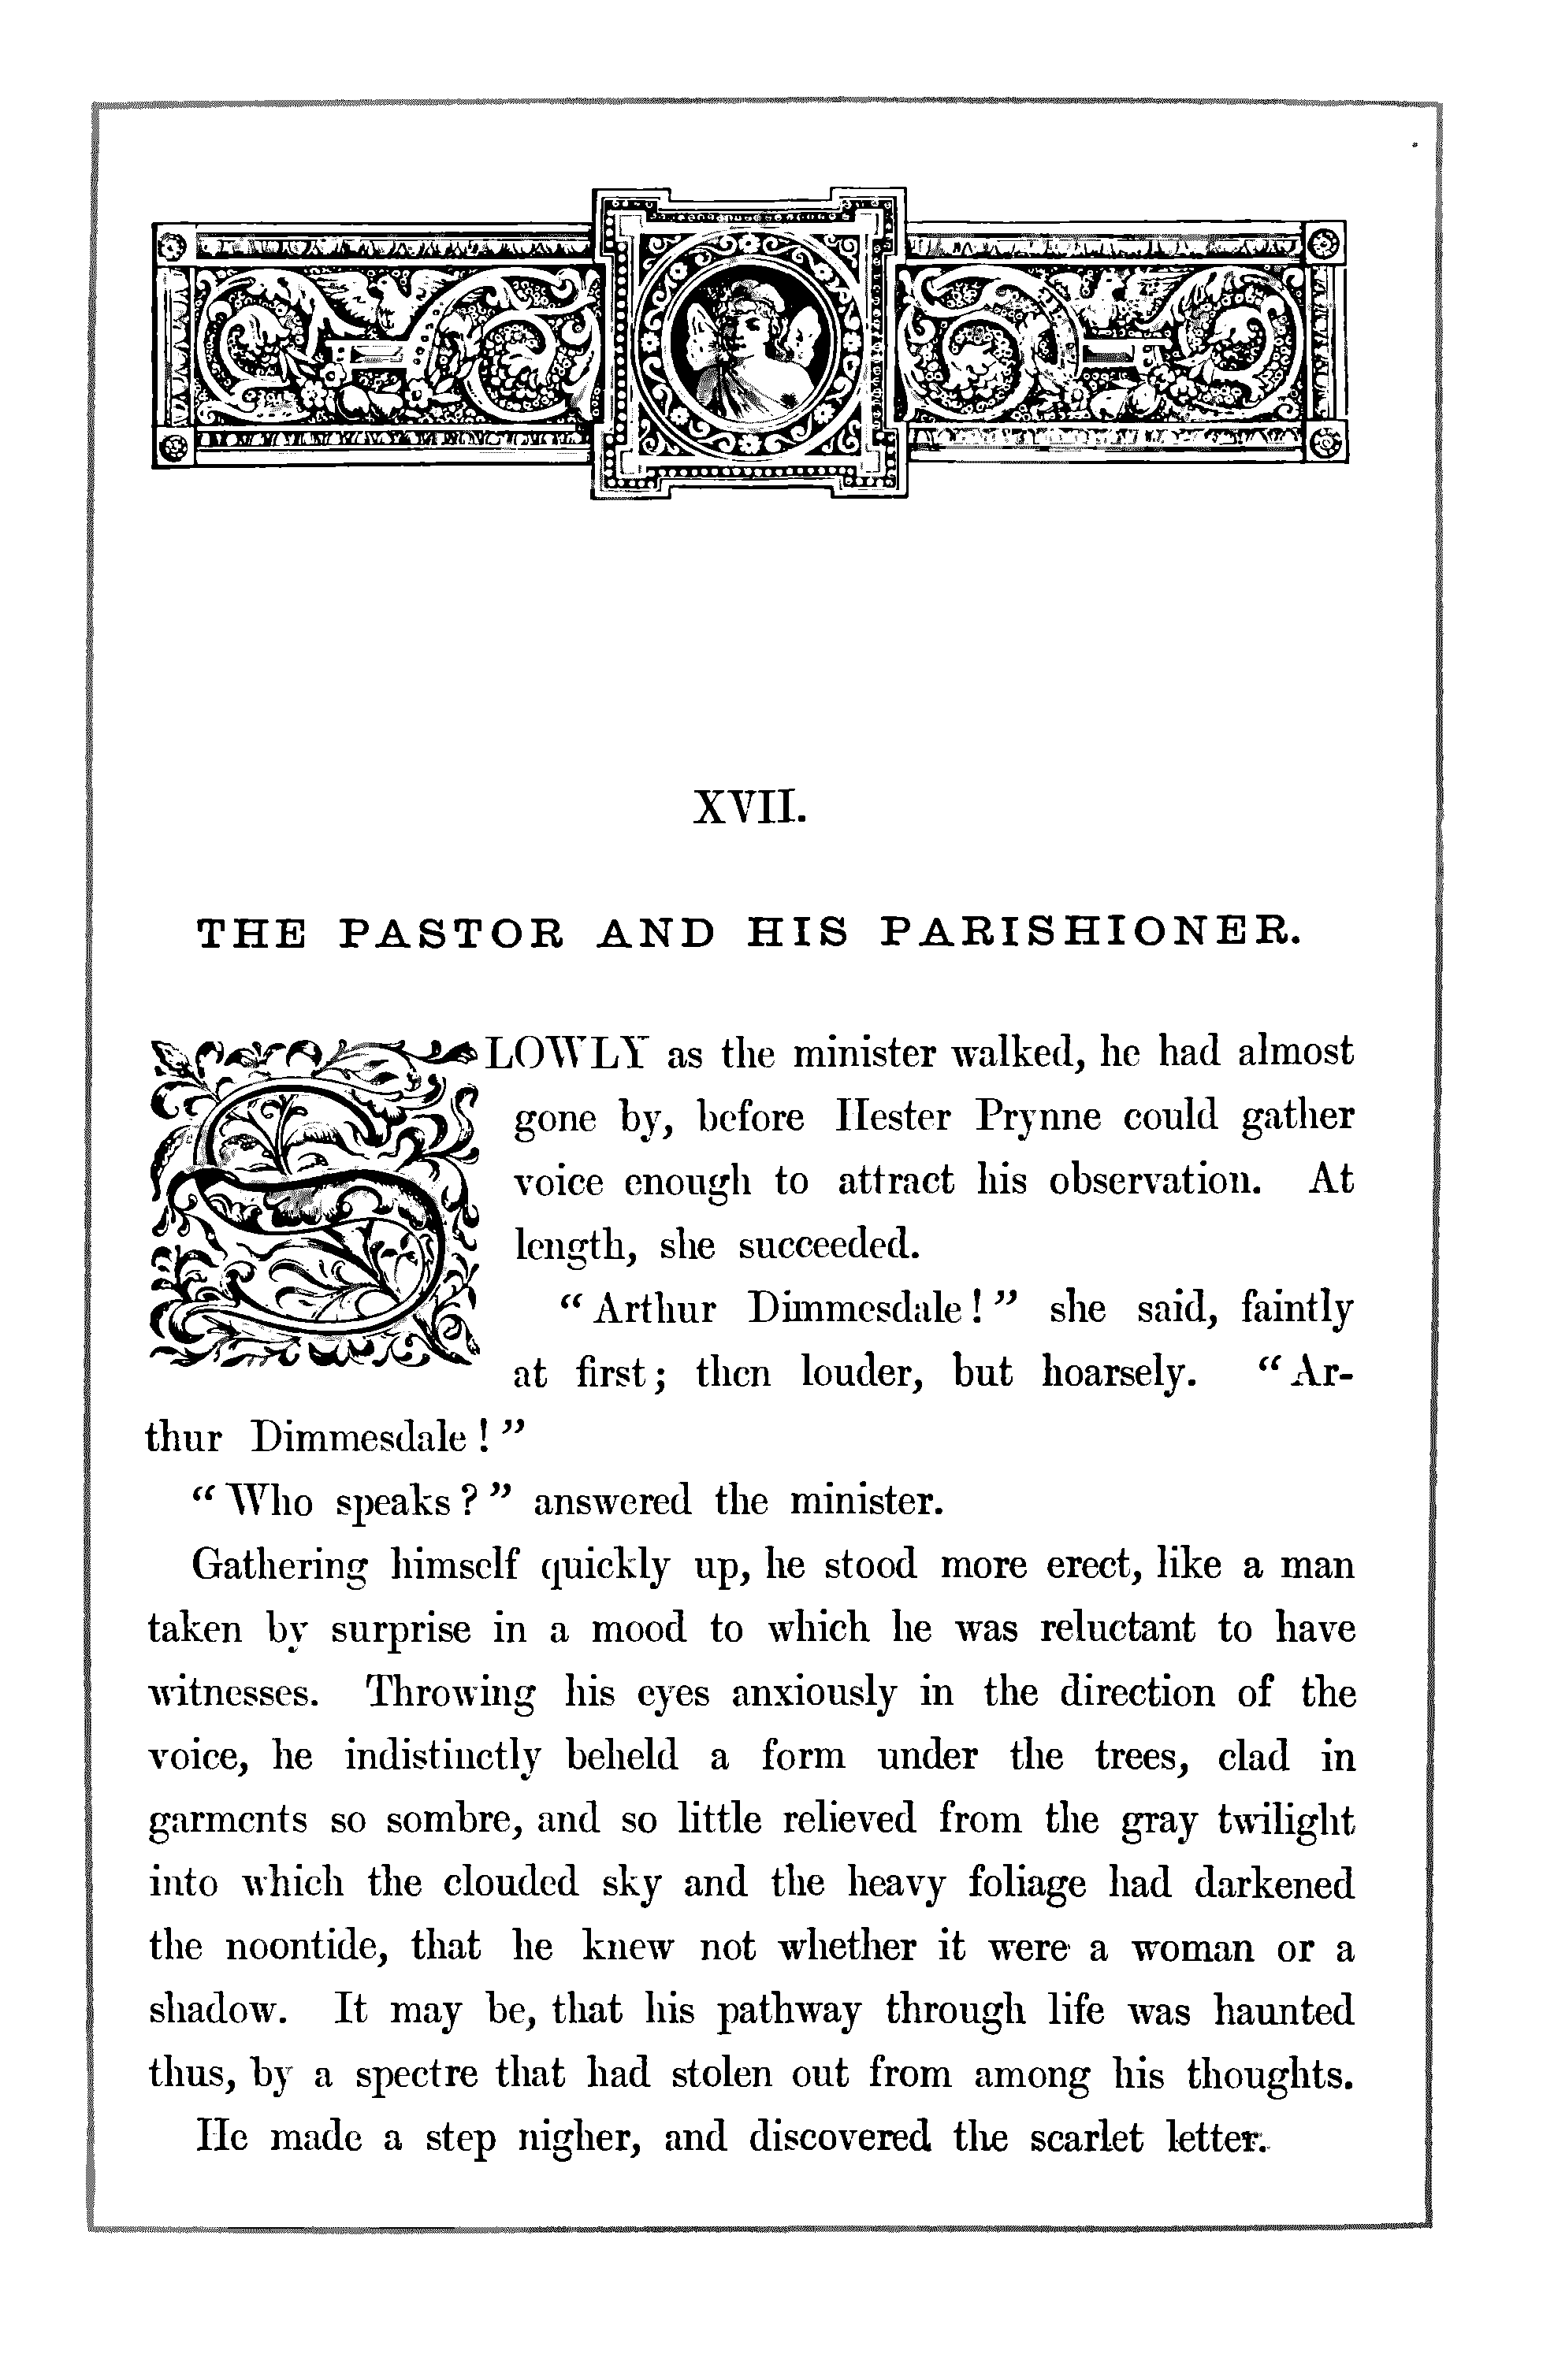 XVII.
THE PASTOR AND HIS PARISHIONER.
SLOWLY as the minister walked, he had almost
gone by, before Hester Prynne could gather
voice enough to attract his observation. At
length, she succeeded.
“Arthur Dimmesdale!” she said, faintly
at first; then louder, but hoarsely. “Ar-
thur Dimmesdale!”
“Who speaks?” answered the minister.
Gathering himself quickly up, he stood more erect, like a man
taken by surprise in a mood to which he was reluctant to have
witnesses. Throwing his eyes anxiously in the direction of the
voice, he indistinctly beheld a form under the trees, clad in
garments so sombre, and so little relieved from the gray twilight
into which the clouded sky and the heavy foliage had darkened
the noontide, that he knew not whether it were a woman or a
shadow. It may be, that his pathway through life was haunted
thus, by a spectre that had stolen out from among his thoughts.
He made a step nigher, and discovered the scarlet letter.